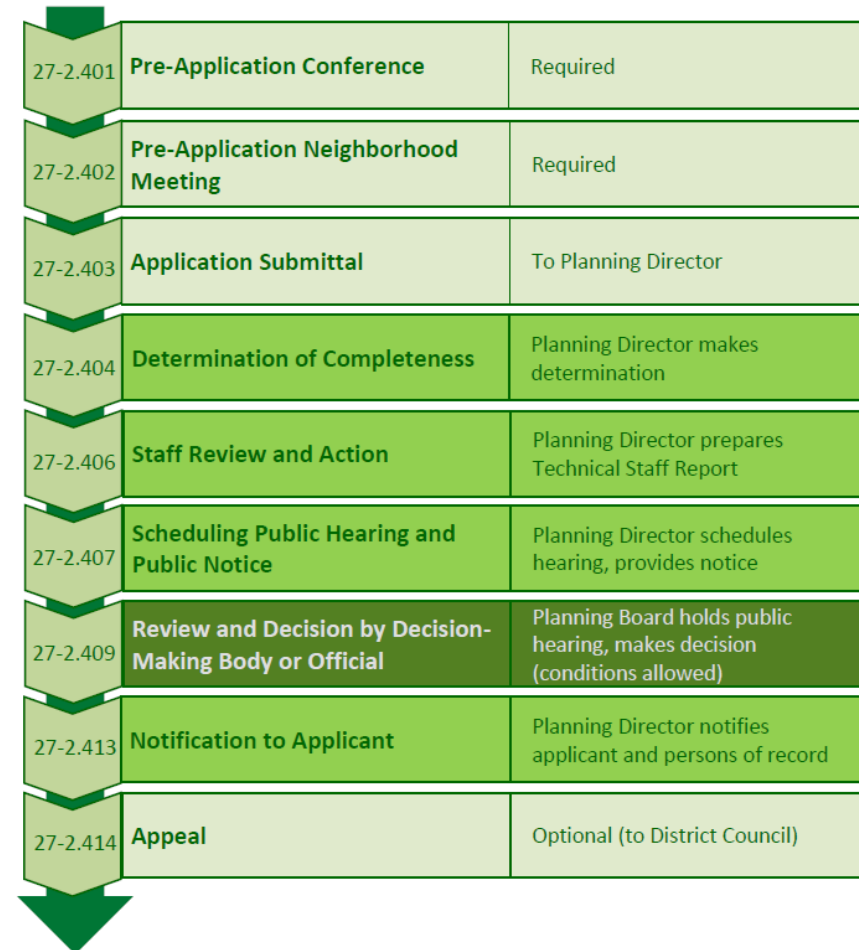 27-2.401
Pre-Application Conference
Required
27-2.402
Pre-Application Neighborhood
Meeting
Required
27-2.403
Application Submittal
To Planning Director
27-2.404
Determination of Completeness
Planning Director makes
determination
27-2.406
Staff Review and Action
Planning Director prepares
Technical Staff Report
27-2.407
Scheduling Public Hearing and
Public Notice
Planning Director schedules
hearing, provides notice
27-2.409
Review and Decision by Decision-
Making Body or Official
Planning Board holds public
hearing, makes decision
(conditions allowed)
27-2.413
Notification to Applicant
Planning Director notifies
applicant and persons of record
27-2.414
Appeal
Optional (to District Council)